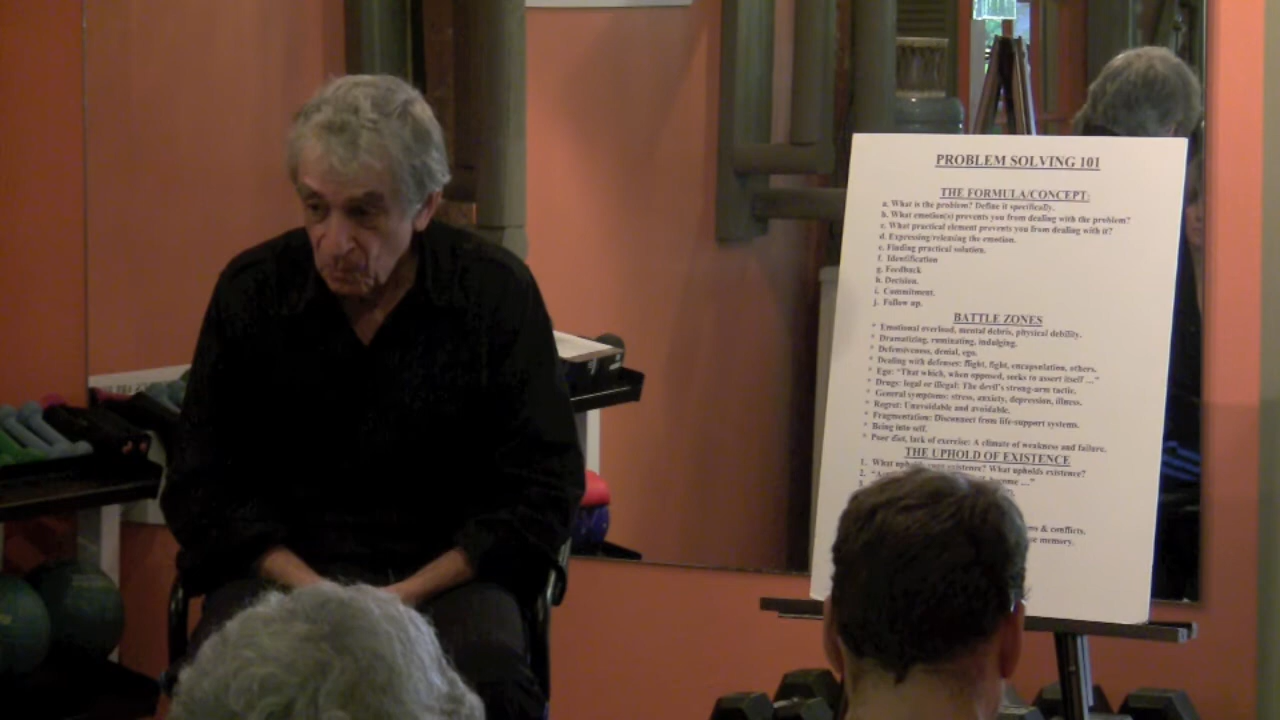 PROBLEM SOLVING 101
THE FORMULA/CONCEPT:
a. What is the problem? Define it specifically.
b. What emotion(s) prevents you from dealing with the problem?
c. What practical element prevents you from dealing with it?
d. Expressing/releasing the emotion.
e. Finding practical solution.
f. Identification
g. Feedback
h. Decision.
i. Commitment.
j. Follow up.
BATTLE ZONES
* Emotional overload, mental debris, physical debility.
* Dramatizing, ruminating, indulging.
* Defensiveness, denial, ego.
* Dealing with defenses: flight, fight, encapsulation, others.
* Ego: "That which, when opposed, seeks to assert itself ..."
* Drugs: legal or illegal: The devil's strong-arm tactic.
* General symptoms: stress, anxiety, depression, illness.
* Regret: Unavoidable and avoidable.
* Fragmentation: Disconnect from life-support systems.
* Being into self.
* Poor diet, lack of exercise: A climate of weakness and failure.
THE UPHOLD OF EXISTENCE
1. What existence? What upholds existence?
2. become ..."
& conflicts.
memory.